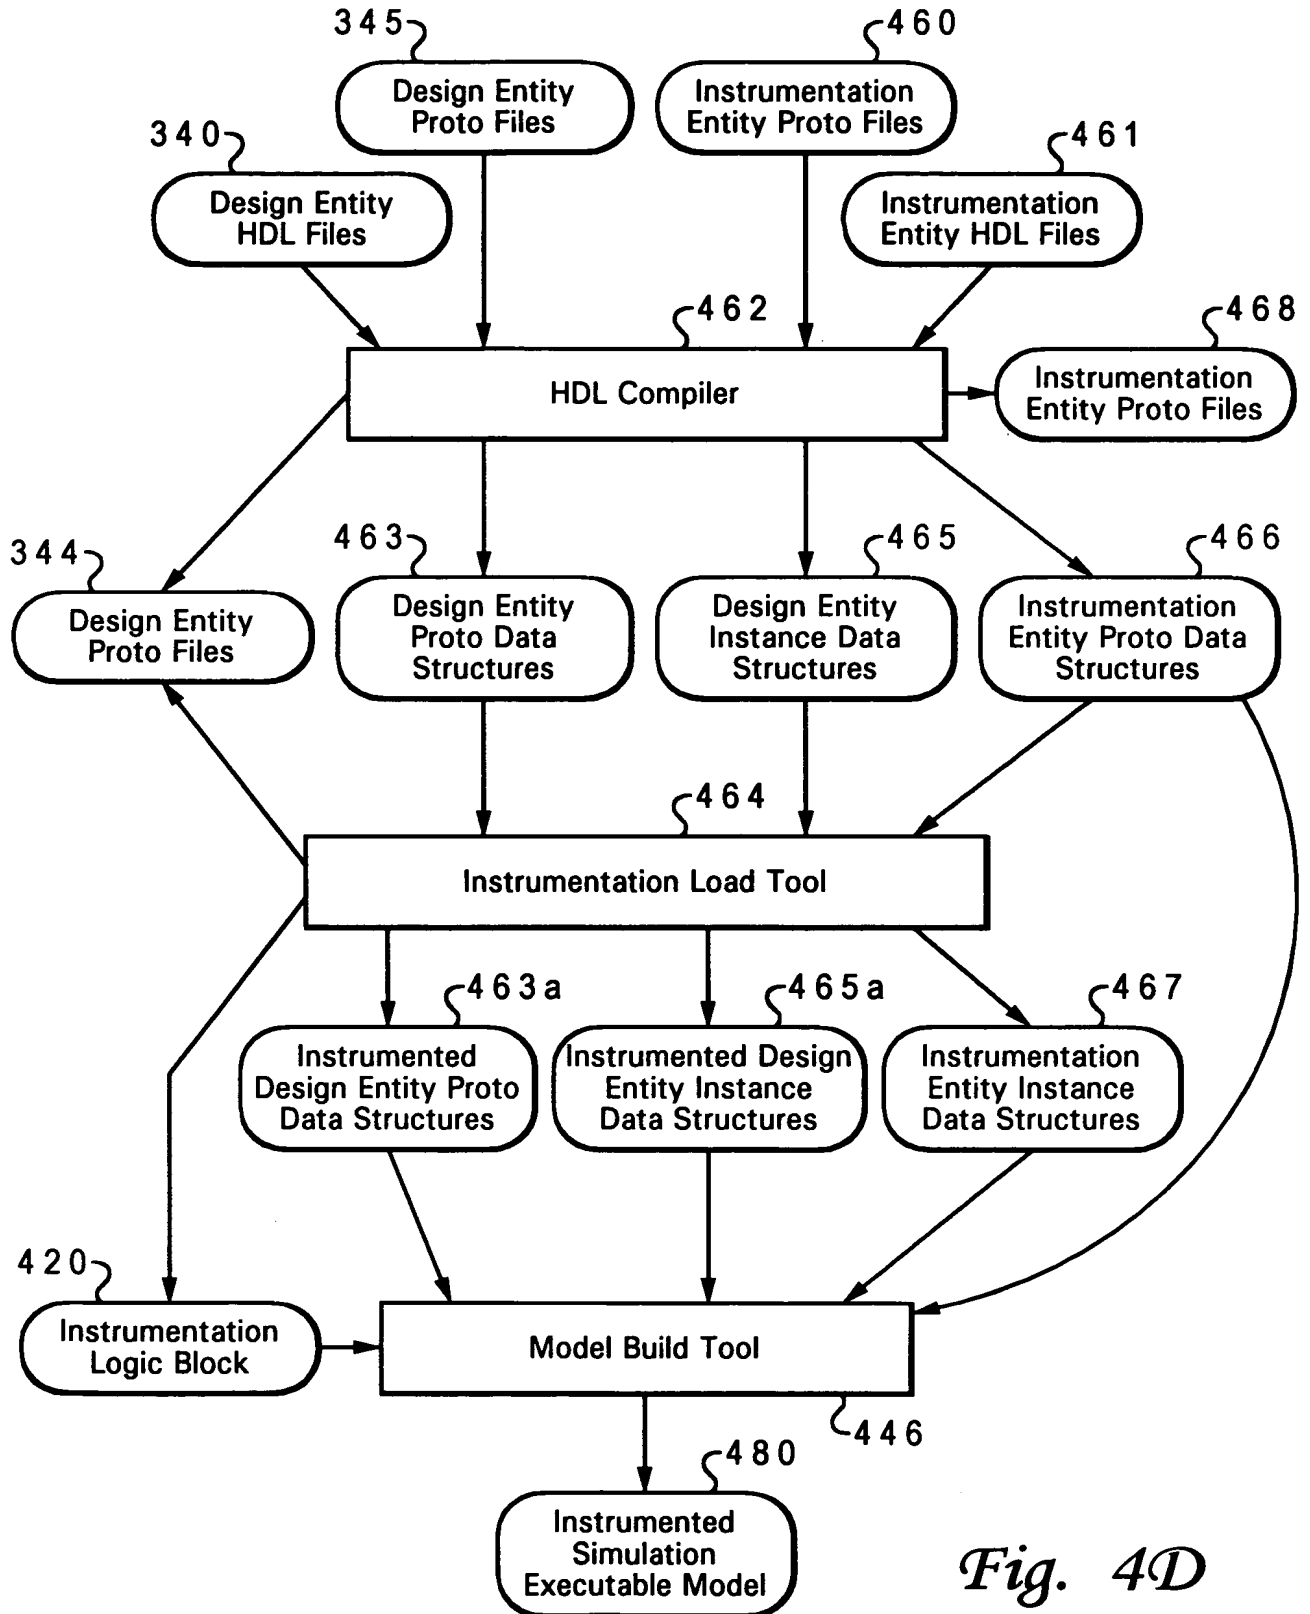 345
460
Design Entity
Proto Files
Instrumentation
Entity Proto Files
340
461
Design Entity
HDL Files
Instrumentation
Entity HDL Files
462
468
HDL Compiler
Instrumentation
Entity Proto Files
344
463
465
466
Design Entity
Proto Files
Design Entity
Proto Data
Structures
Design Entity
Instance Data
Structures
Instrumentation
Entity Proto Data
Structures
464
Instrumentation Load Tool
463a
465a
467
Instrumented
Design Entity Proto
Data Structures
Instrumented Design
Entity Instance
Data Structures
Instrumentation
Entity Instance
Data Structures
420
Instrumentation
Logic Block
Model Build Tool
446
480
Instrumented
Simulation
Executable Model
Fig. 4D